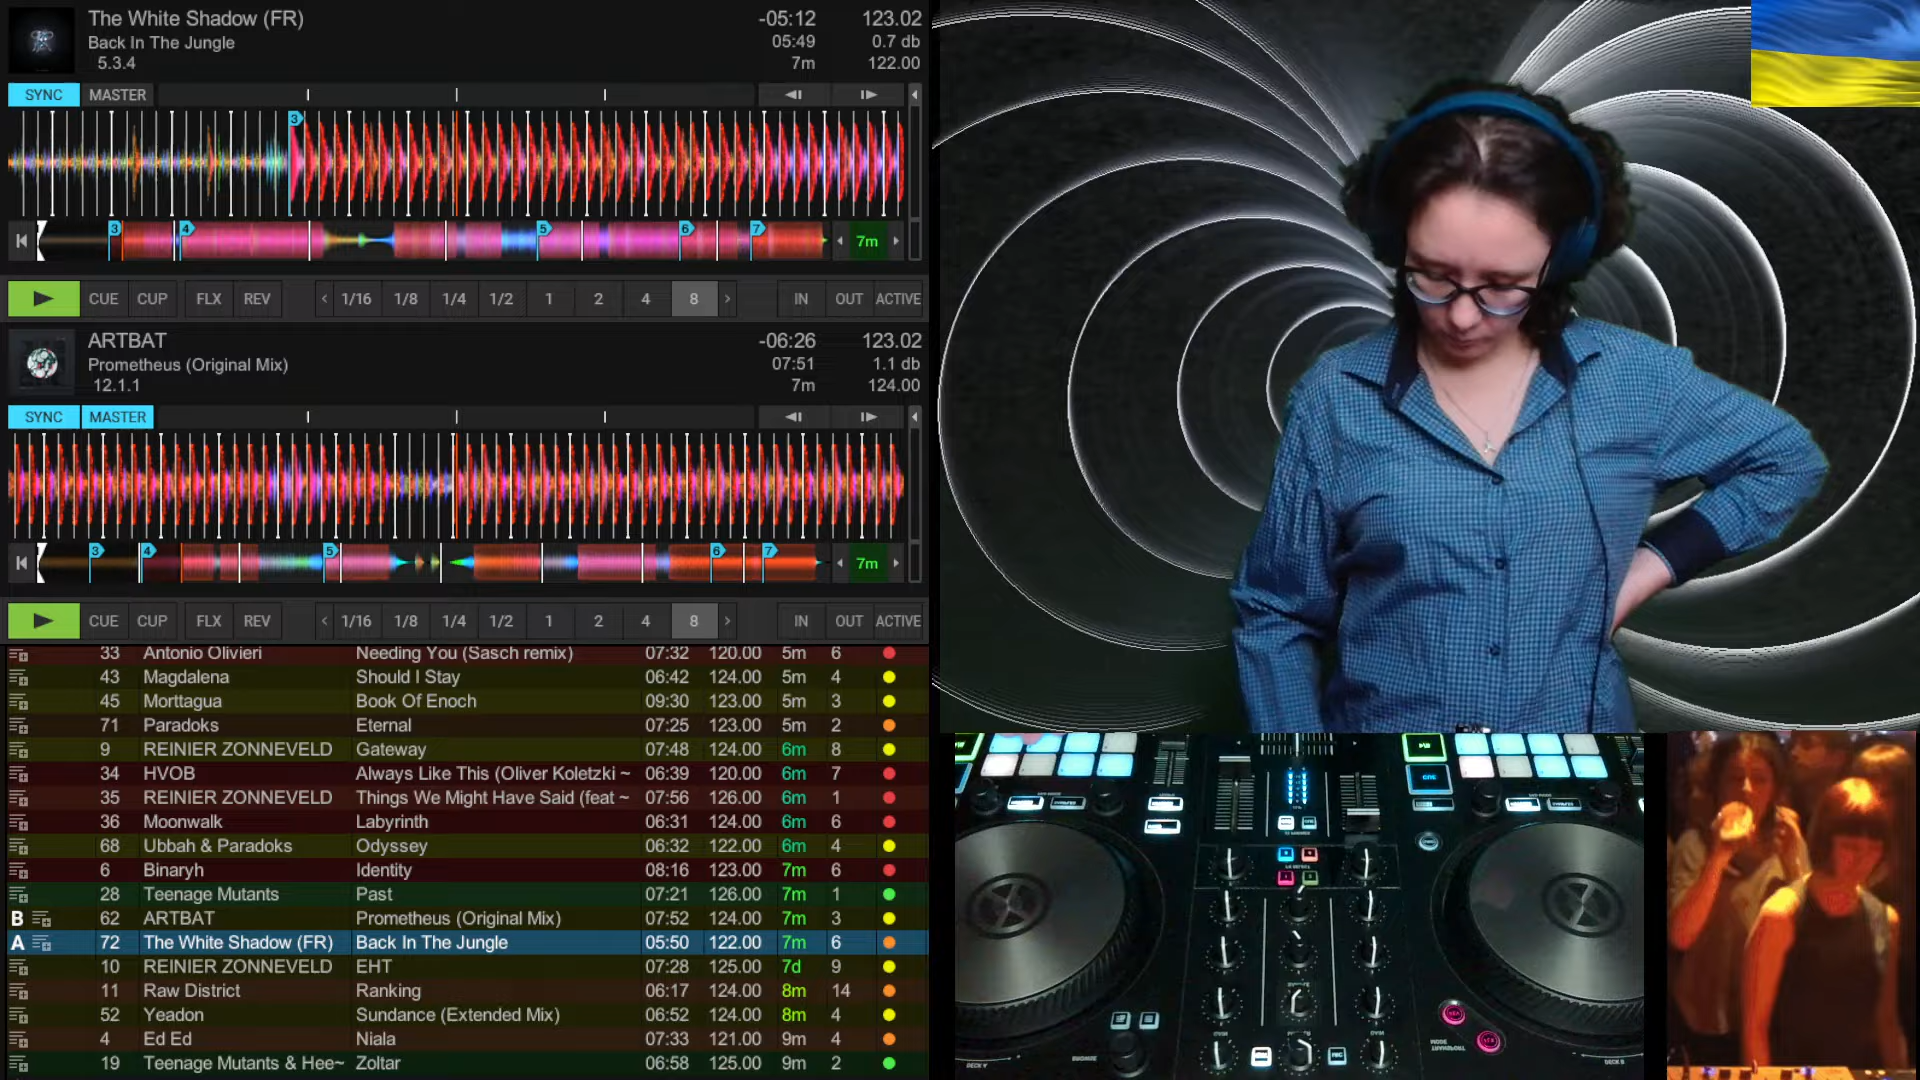 The White Shadow (FR) -05:12 123.02
Back In The Jungle 05:49 0.7 db
5.3.4 7m 122.00
SYNC MASTER
3
3 4 5 6 7 7m
CUE CUP FLX REV 1/16 1/8 1/4 1/2 1 2 4 8 IN OUT ACTIVE
ARTBAT -06:26 123.02
Prometheus (Original Mix) 07:51 1.1 db
12.1.1 7m 124.00
SYNC MASTER
3 4 5 6 7 7m
CUE CUP FLX REV 1/16 1/8 1/4 1/2 1 2 4 8 IN OUT ACTIVE
33 Antonio Olivieri Needing You (Sasch remix) 07:32 120.00 5m 6
43 Magdalena Should I Stay 06:42 124.00 5m 4
45 Morttagua Book Of Enoch 09:30 123.00 5m 3
71 Paradoks Eternal 07:25 123.00 5m 2
9 REINIER ZONNEVELD Gateway 07:48 124.00 6m 8
34 HVOB Always Like This (Oliver Koletzki ~ 06:39 120.00 6m 7
35 REINIER ZONNEVELD Things We Might Have Said (feat ~ 07:56 126.00 6m 1
36 Moonwalk Labyrinth 06:31 124.00 6m 6
68 Ubbah & Paradoks Odyssey 06:32 122.00 6m 4
6 Binaryh Identity 08:16 123.00 7m 6
28 Teenage Mutants Past 07:21 126.00 7m 1
B 62 ARTBAT Prometheus (Original Mix) 07:52 124.00 7m 3
A 72 The White Shadow (FR) Back In The Jungle 05:50 122.00 7m 6
10 REINIER ZONNEVELD EHT 07:28 125.00 7d 9
11 Raw District Ranking 06:17 124.00 8m 14
52 Yeadon Sundance (Extended Mix) 06:52 124.00 8m 4
4 Ed Ed Niala 07:33 121.00 9m 4
19 Teenage Mutants & Hee~ Zoltar 06:58 125.00 9m 2